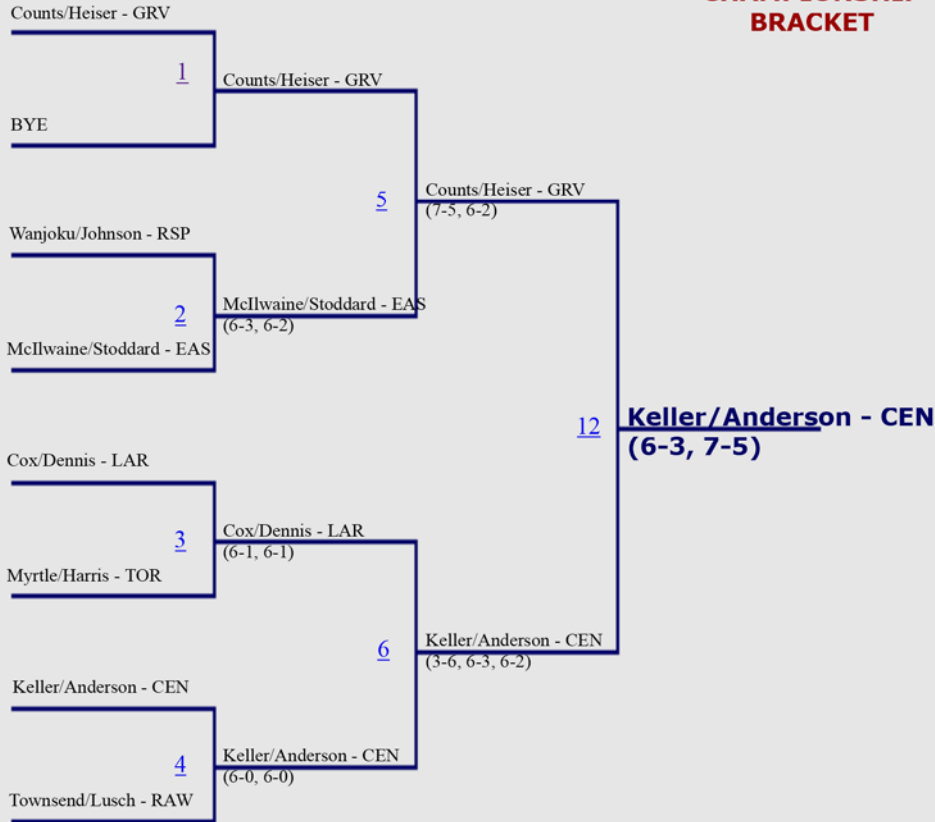 BRACKET
Counts/Heiser - GRV
1
Counts/Heiser - GRV
BYE
5
Counts/Heiser - GRV
(7-5, 6-2)
Wanjoku/Johnson - RSP
2
McIlwaine/Stoddard - EAS
(6-3, 6-2)
McIlwaine/Stoddard - EAS
12
Keller/Anderson - CEN
(6-3, 7-5)
Cox/Dennis - LAR
3
Cox/Dennis - LAR
(6-1, 6-1)
Myrtle/Harris - TOR
6
Keller/Anderson - CEN
(3-6, 6-3, 6-2)
Keller/Anderson - CEN
4
Keller/Anderson - CEN
(6-0, 6-0)
Townsend/Lusch - RAW